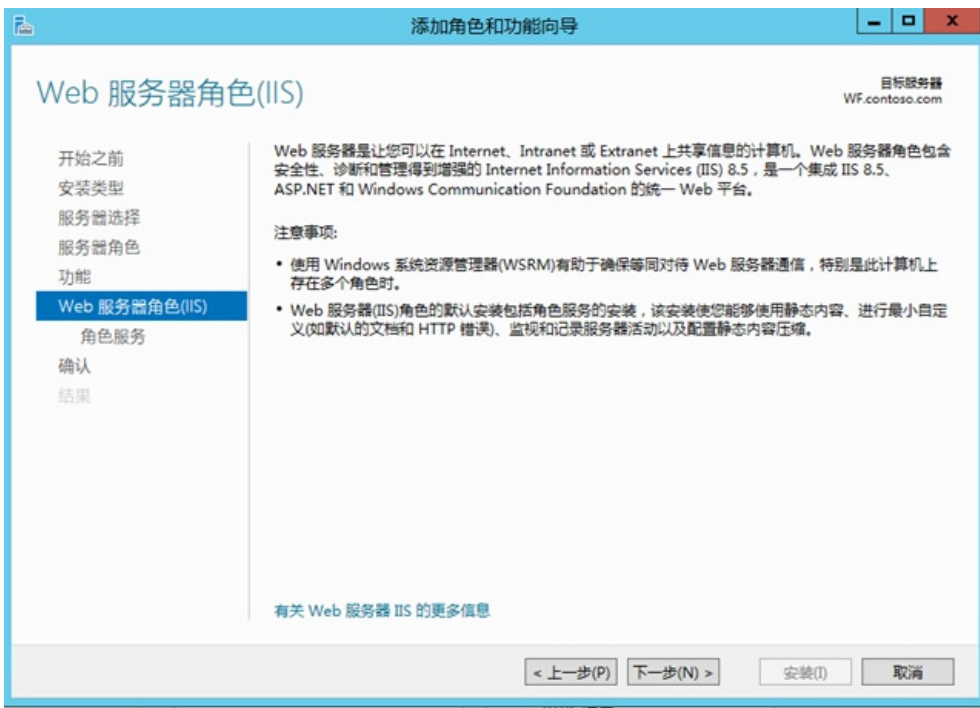 添加角色和功能向导
Web 服务器角色(IIS)
目标服务器
WF.contoso.com
开始之前
安装类型
服务器选择
服务器角色
功能
Web 服务器角色(IIS)
角色服务
确认
结果
Web 服务器是让您可以在 Internet、Intranet 或 Extranet 上共享信息的计算机。Web 服务器角色包含
安全性、诊断和管理得到增强的 Internet Information Services (IIS) 8.5，是一个集成 IIS 8.5、
ASP.NET 和 Windows Communication Foundation 的统一 Web 平台。
注意事项:
• 使用 Windows 系统资源管理器(WSRM)有助于确保等同对待 Web 服务器通信，特别是此计算机上
存在多个角色时。
• Web 服务器(IIS)角色的默认安装包括角色服务的安装，该安装使您能够使用静态内容、进行最小自定
义(如默认的文档和 HTTP 错误)、监视和记录服务器活动以及配置静态内容压缩。
有关 Web 服务器 IIS 的更多信息
< 上一步(P)
下一步(N) >
安装(I)
取消